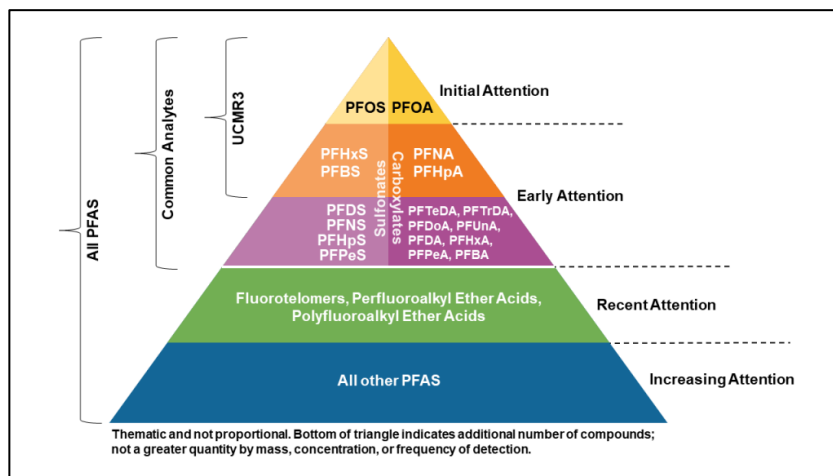 All PFAS
Common Analytes
UCMR3
PFOS PFOA
Initial Attention
PFHxS
PFBS
Sulfonates
Carboxylates
PFNA
PFHpA
Early Attention
PFDS
PFNS
PFHpS
PFPeS
PFTeDA, PFTrDA,
PFDoA, PFUnA,
PFDA, PFHxA,
PFPeA, PFBA
Fluorotelomers, Perfluoroalkyl Ether Acids,
Polyfluoroalkyl Ether Acids
Recent Attention
All other PFAS
Increasing Attention
Thematic and not proportional. Bottom of triangle indicates additional number of compounds;
not a greater quantity by mass, concentration, or frequency of detection.